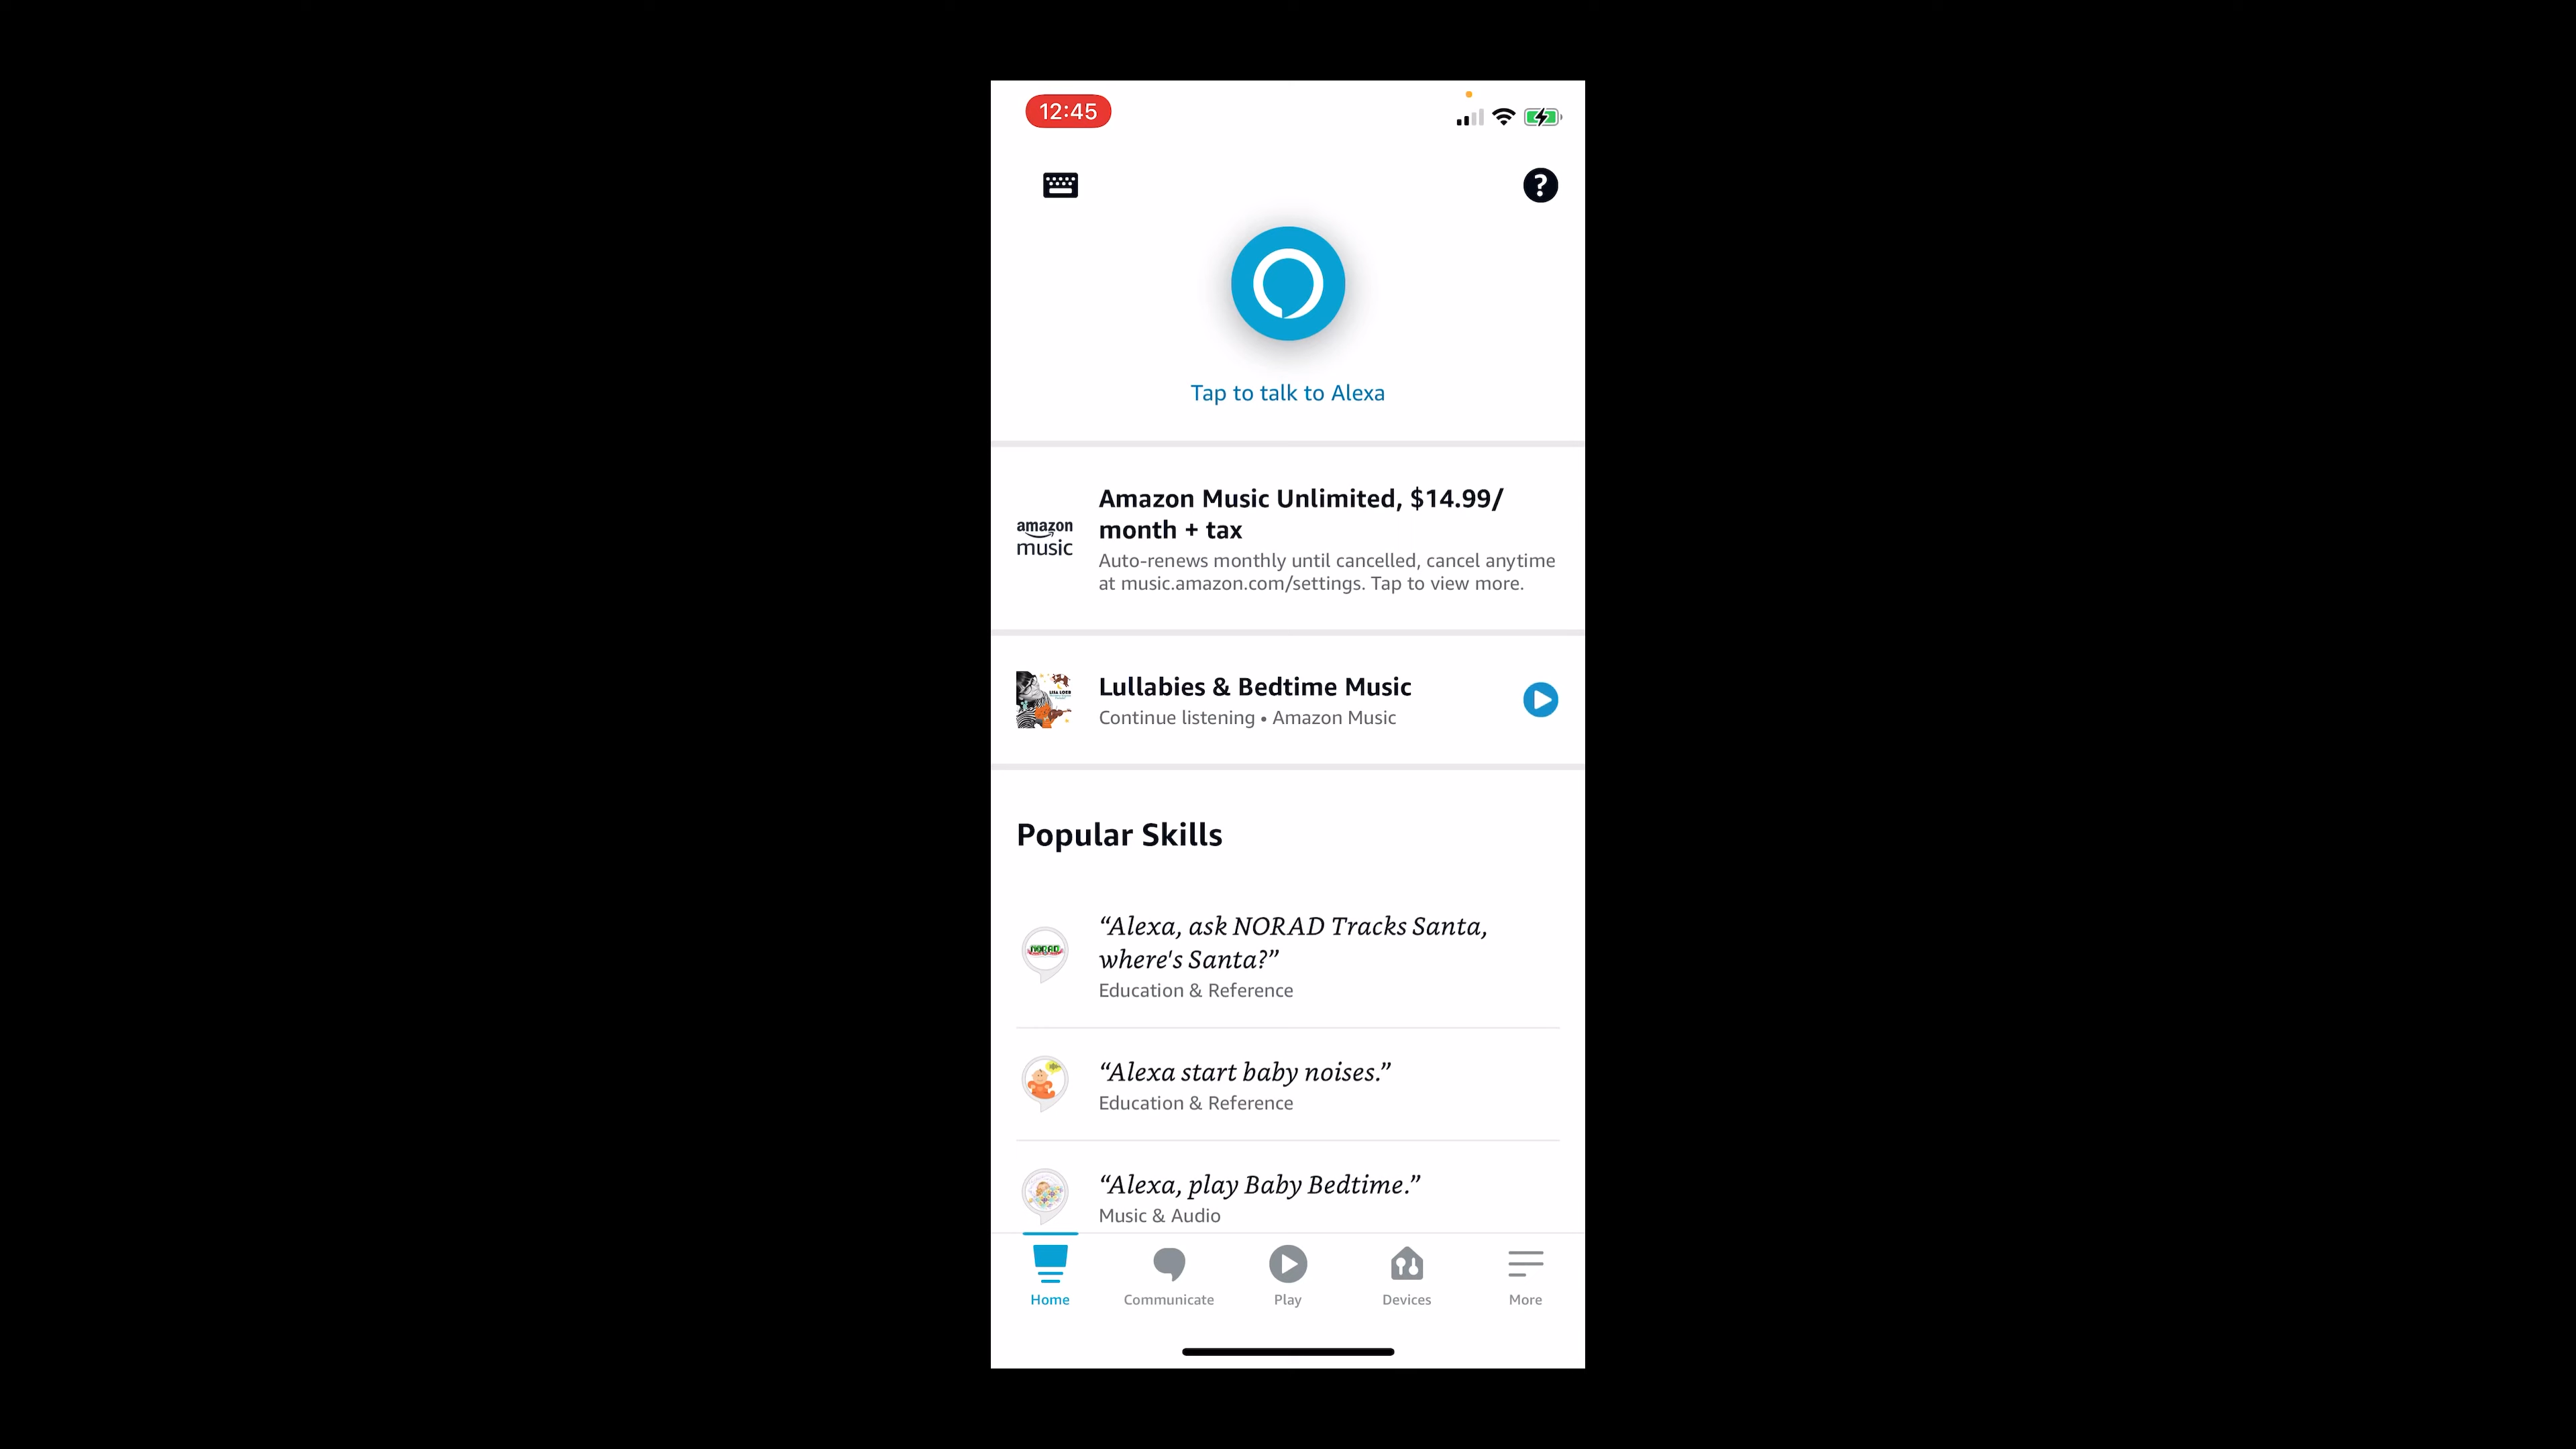 12:45
Tap to talk to Alexa
amazon
music
Amazon Music Unlimited, $14.99/
month + tax
Auto-renews monthly until cancelled, cancel anytime
at music.amazon.com/settings. Tap to view more.
LISA LOEB
Lullabies & Bedtime Music
Continue listening • Amazon Music
Popular Skills
NORAD
“Alexa, ask NORAD Tracks Santa,
where's Santa?”
Education & Reference
“Alexa start baby noises.”
Education & Reference
“Alexa, play Baby Bedtime.”
Music & Audio
Home
Communicate
Play
Devices
More